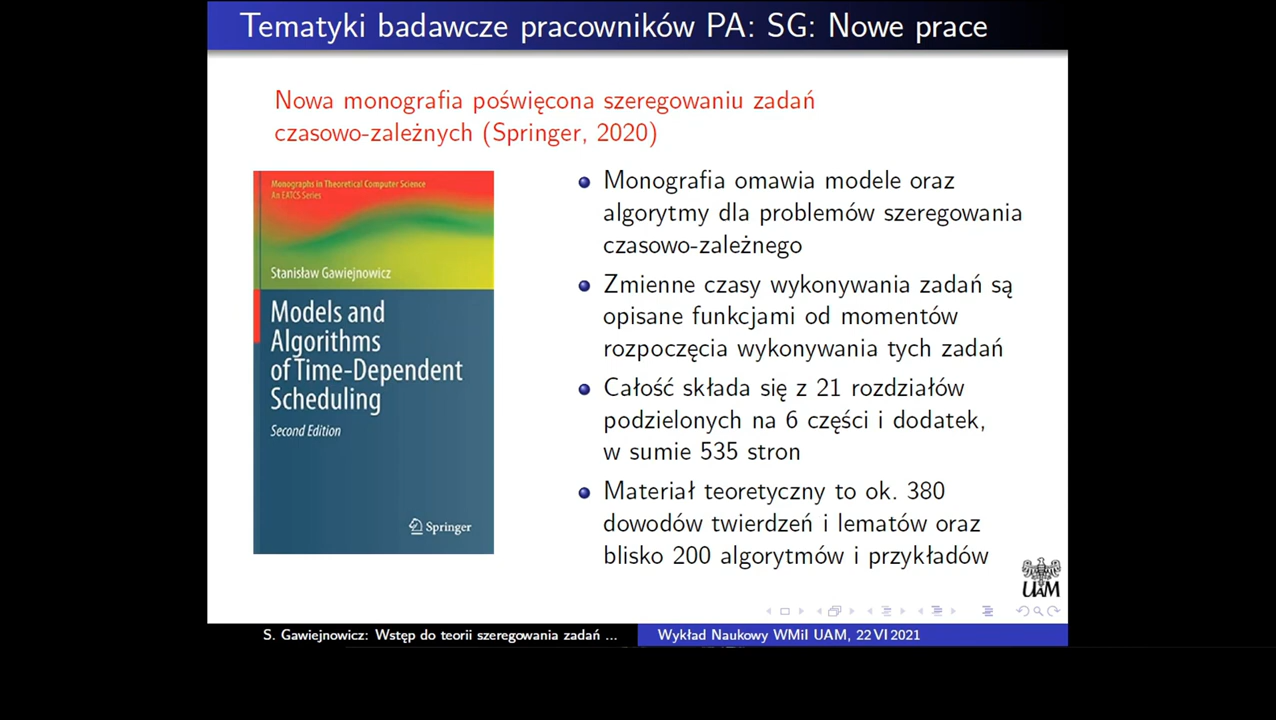 Tematyki badawcze pracowników PA: SG: Nowe prace
Nowa monografia poświęcona szeregowaniu zadań
czasowo-zależnych (Springer, 2020)
Monographs in Theoretical Computer Science
An EATCS Series
Stanisław Gawiejnowicz
Models and
Algorithms
of Time-Dependent
Scheduling
Second Edition
Springer
Monografia omawia modele oraz
algorytmy dla problemów szeregowania
czasowo-zależnego
Zmienne czasy wykonywania zadań są
opisane funkcjami od momentów
rozpoczęcia wykonywania tych zadań
Całość składa się z 21 rozdziałów
podzielonych na 6 części i dodatek,
w sumie 535 stron
Materiał teoretyczny to ok. 380
dowodów twierdzeń i lematów oraz
blisko 200 algorytmów i przykładów
UAM
S. Gawiejnowicz: Wstęp do teorii szeregowania zadań ...
Wykład Naukowy WMiI UAM, 22 VI 2021